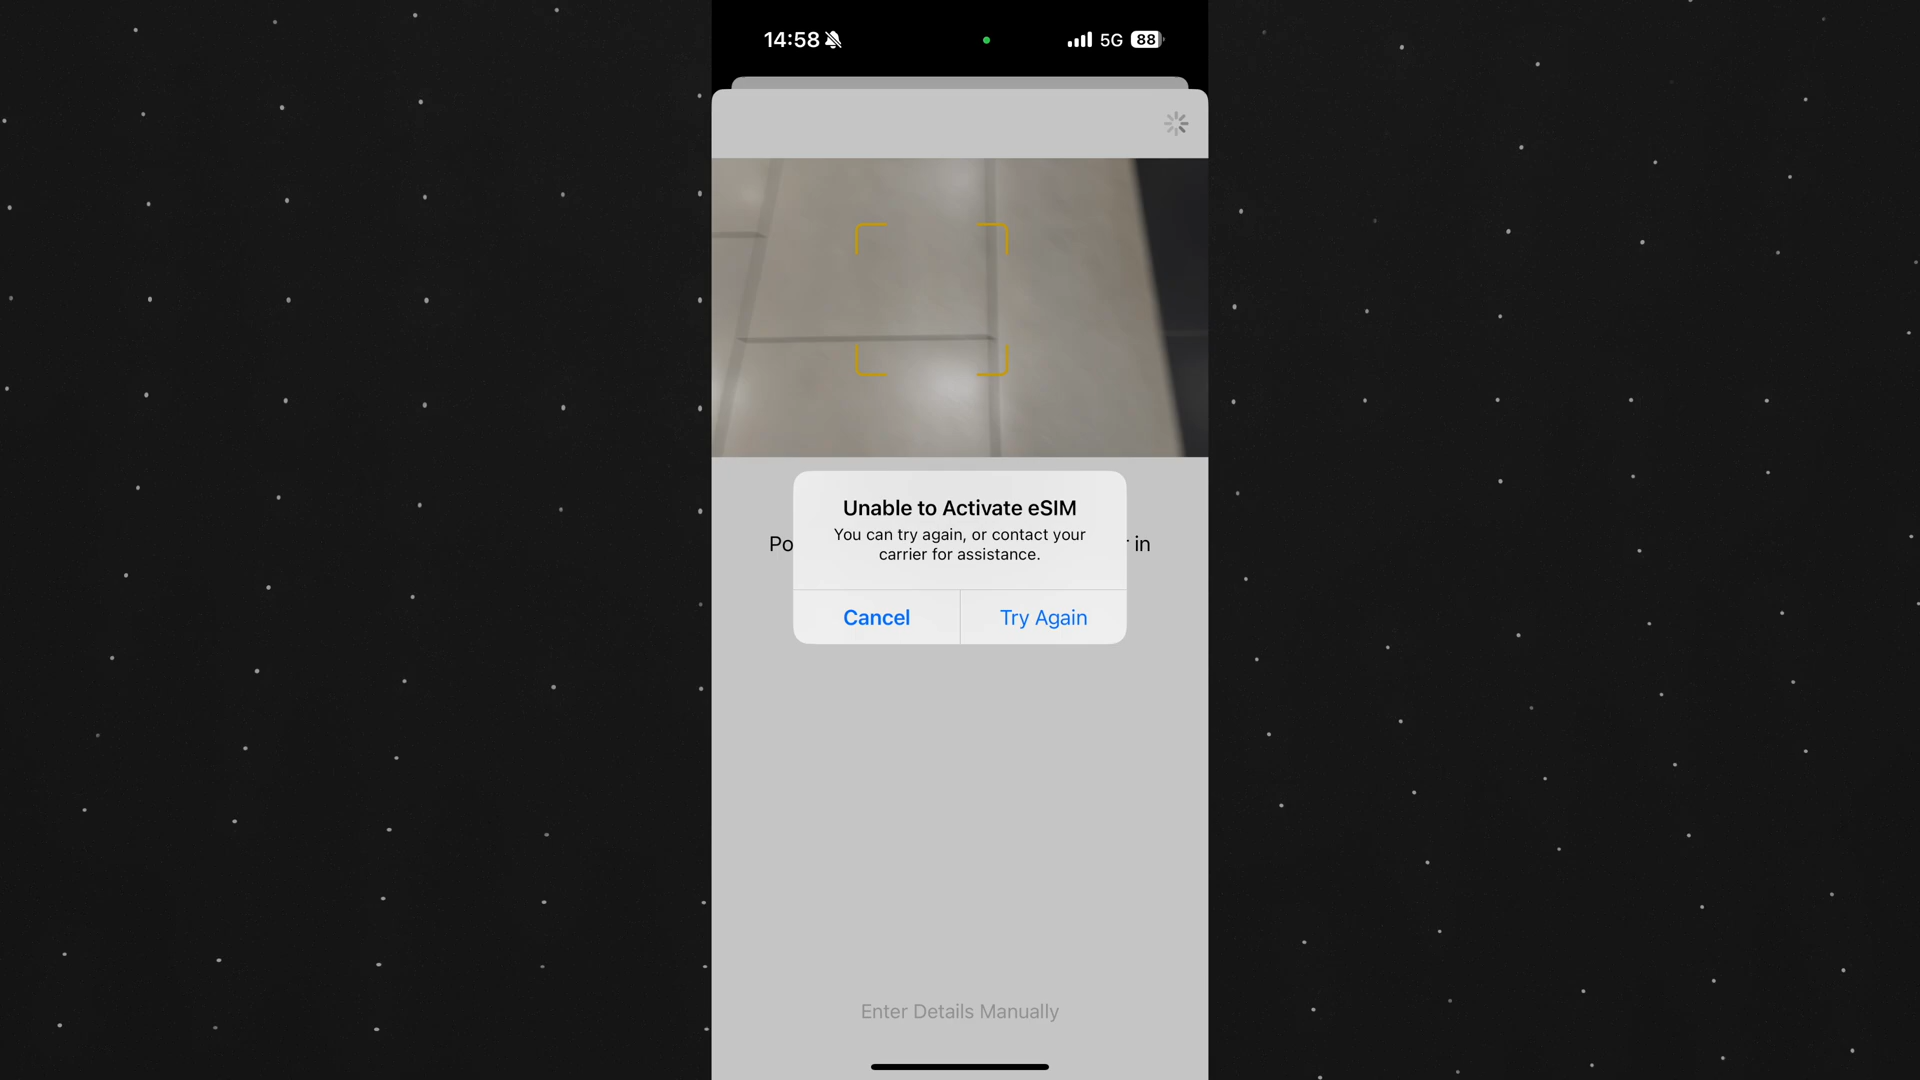 14:58
5G 88
Unable to Activate eSIM
You can try again, or contact your
carrier for assistance.
Po
r in
Cancel
Try Again
Enter Details Manually